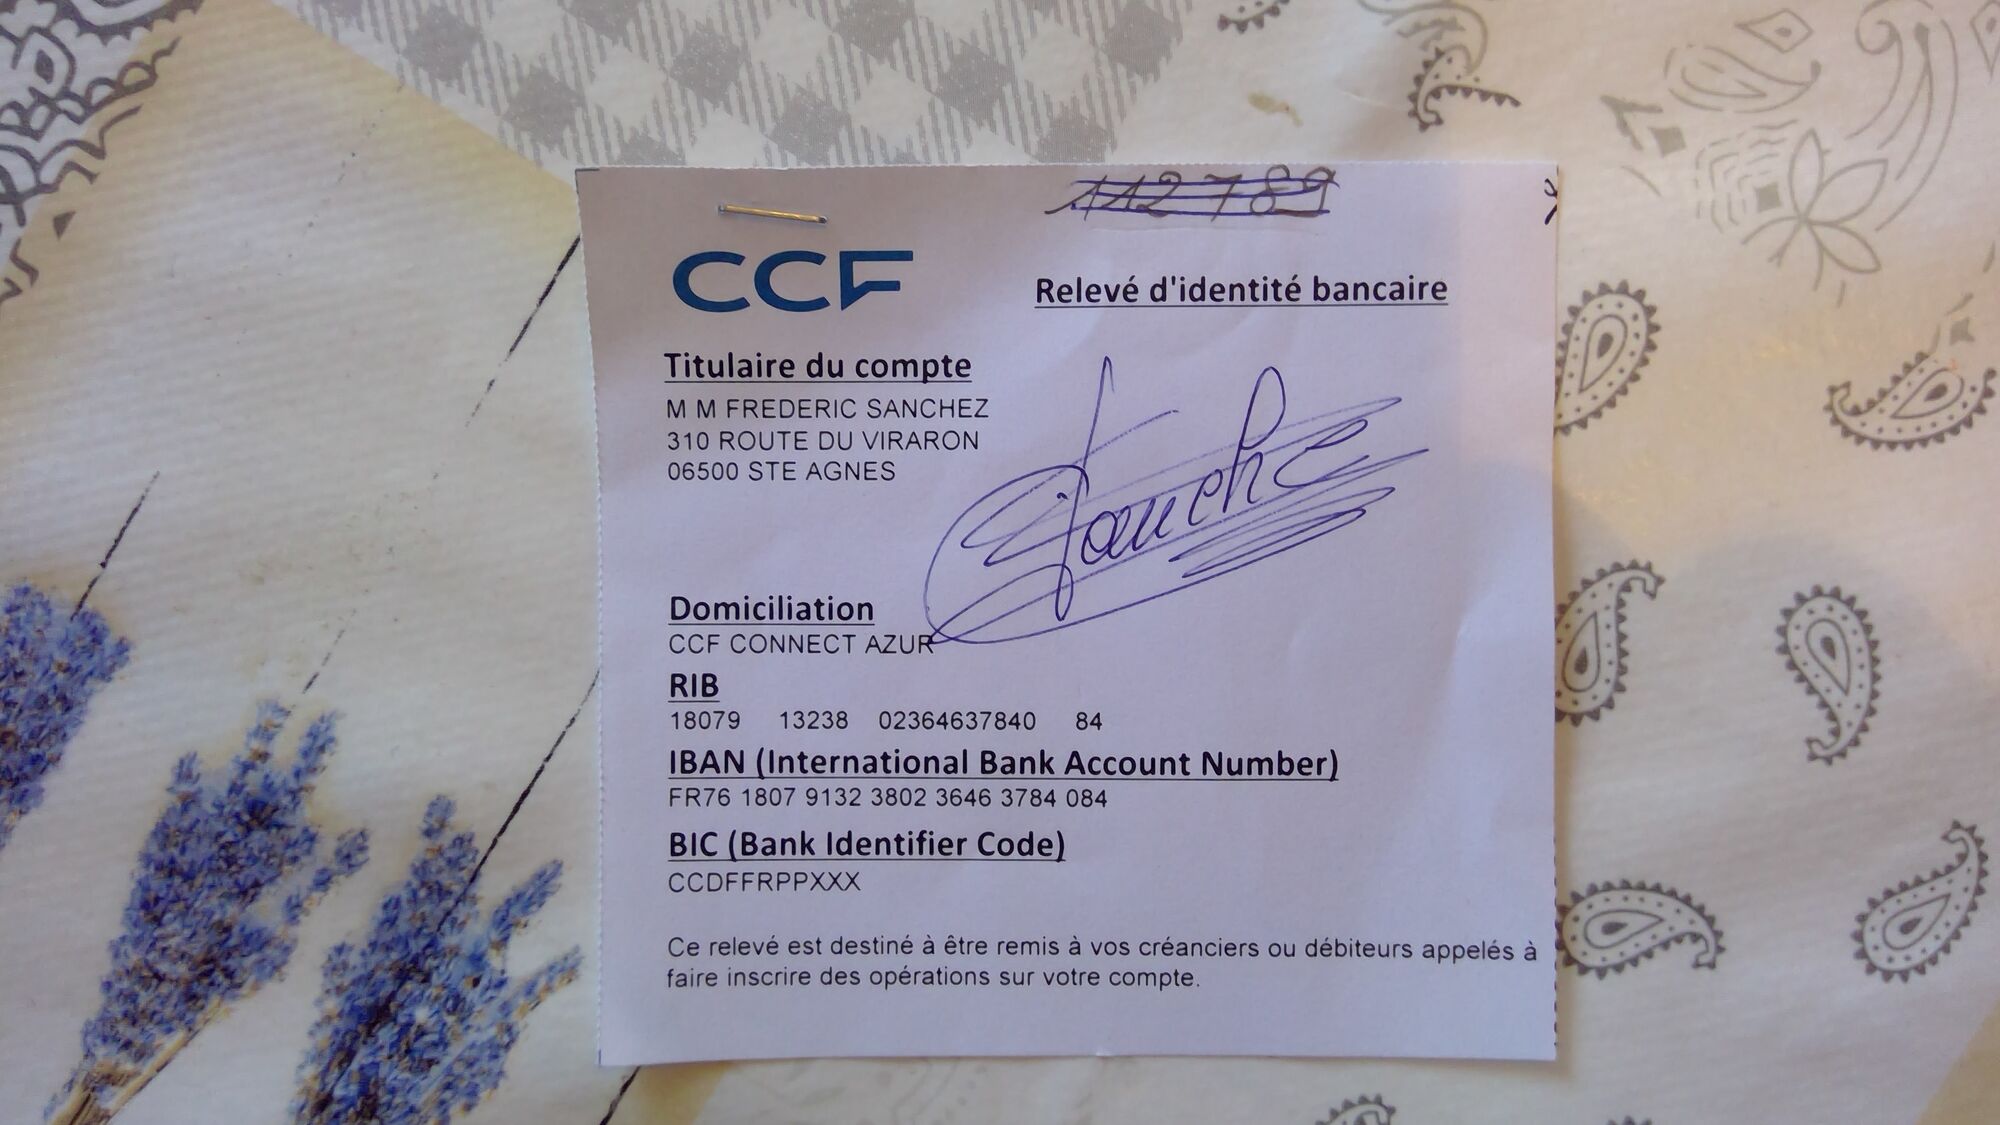 112 789
CCF
Relevé d'identité bancaire
Titulaire du compte
M M FREDERIC SANCHEZ
310 ROUTE DU VIRARON
06500 STE AGNES
Domiciliation
CCF CONNECT AZUR
RIB
18079 13238 02364637840 84
IBAN (International Bank Account Number)
FR76 1807 9132 3802 3646 3784 084
BIC (Bank Identifier Code)
CCDFFRPPXXX
Ce relevé est destiné à être remis à vos créanciers ou débiteurs appelés à
faire inscrire des opérations sur votre compte.